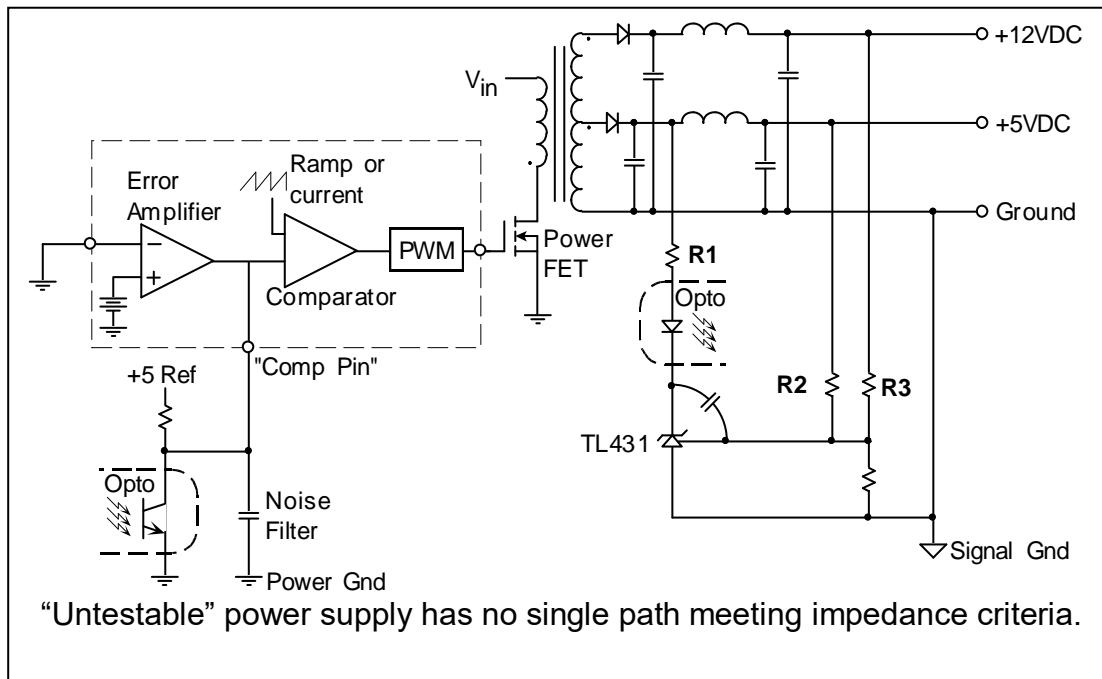 +12VDC
V_in
+5VDC
Error
Amplifier
Ramp or
current
Ground
−
+
PWM
Power
FET
R1
Comparator
Opto
"Comp Pin"
+5 Ref
R2
R3
TL431
Opto
Noise
Filter
Signal Gnd
Power Gnd
“Untestable” power supply has no single path meeting impedance criteria.